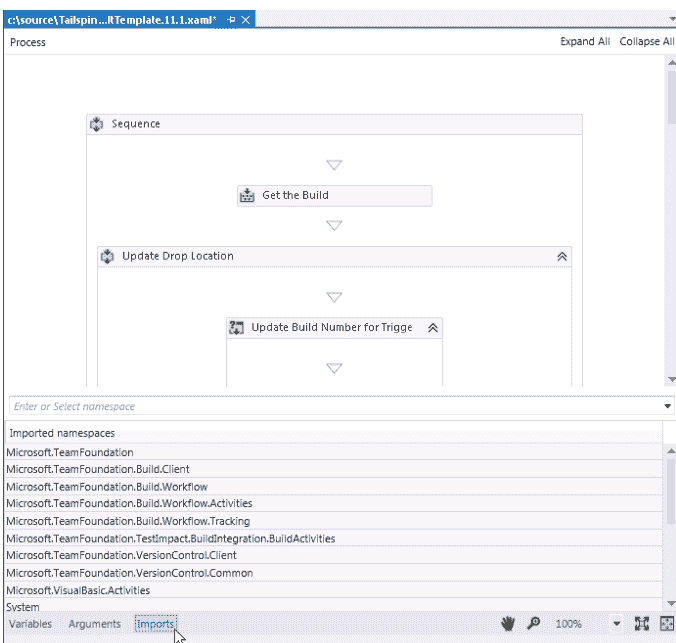 c:\source\Tailspin...RTemplate.11.1.xaml*
Process Expand All Collapse All
Sequence
Get the Build
Update Drop Location
Update Build Number for Trigge
Enter or Select namespace
Imported namespaces
Microsoft.TeamFoundation
Microsoft.TeamFoundation.Build.Client
Microsoft.TeamFoundation.Build.Workflow
Microsoft.TeamFoundation.Build.Workflow.Activities
Microsoft.TeamFoundation.Build.Workflow.Tracking
Microsoft.TeamFoundation.TestImpact.BuildIntegration.BuildActivities
Microsoft.TeamFoundation.VersionControl.Client
Microsoft.TeamFoundation.VersionControl.Common
Microsoft.VisualBasic.Activities
System
Variables Arguments Imports 100%